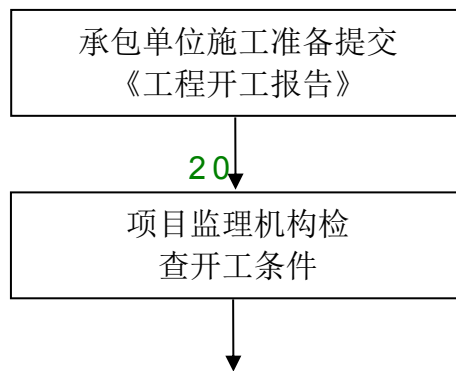 承包单位施工准备提交
《工程开工报告》
20
项目监理机构检
查开工条件